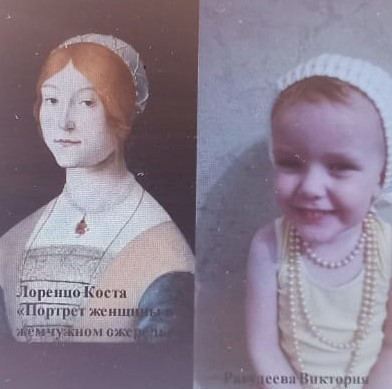 Лоренцо Коста
«Портрет женщины в
жемчужном ожерелье
Виктория